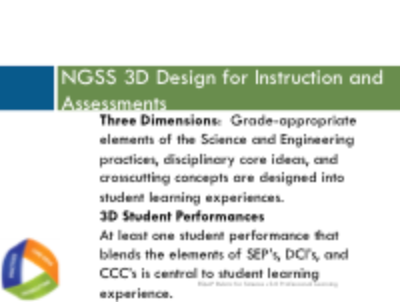 NGSS 3D Design for Instruction and
Assessments
Three Dimensions: Grade-appropriate
elements of the Science and Engineering
practices, disciplinary core ideas, and
crosscutting concepts are designed into
student learning experiences.
3D Student Performances
At least one student performance that
blends the elements of SEP's, DCI's, and
CCC's is central to student learning
experience.